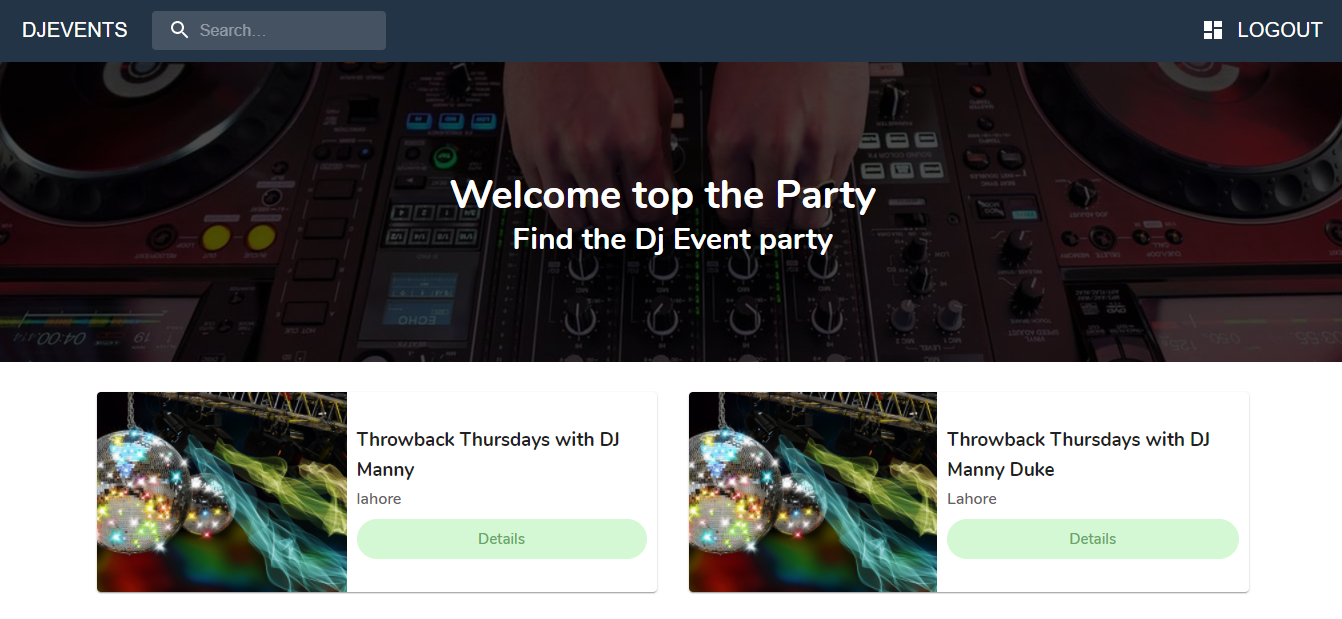 DJEVENTS
Search...
LOGOUT
Welcome top the Party
Find the Dj Event party
Throwback Thursdays with DJ
Manny
lahore
Details
Throwback Thursdays with DJ
Manny Duke
Lahore
Details